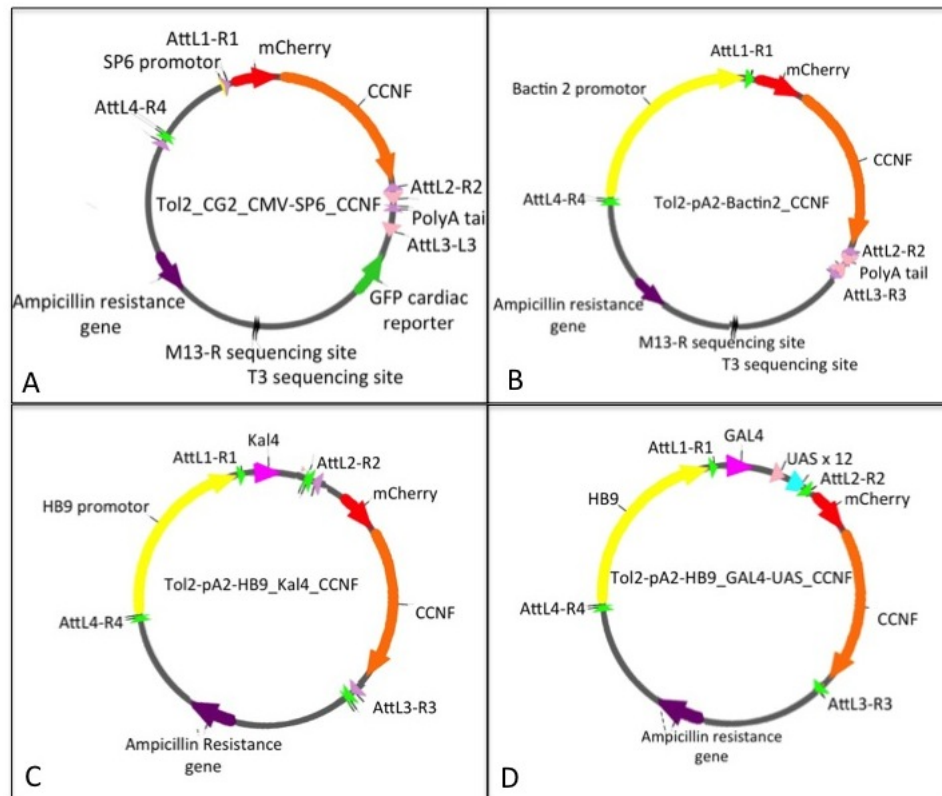 AttL1-R1
SP6 promotor
mCherry
CCNF
AttL4-R4
Tol2_CG2_CMV-SP6_CCNF
AttL2-R2
PolyA tai
AttL3-L3
Ampicillin resistance
gene
GFP cardiac
reporter
M13-R sequencing site
T3 sequencing site
A
AttL1-R1
mCherry
Bactin 2 promotor
CCNF
AttL4-R4
Tol2-pA2-Bactin2_CCNF
AttL2-R2
PolyA tail
AttL3-R3
Ampicillin resistance
gene
M13-R sequencing site
T3 sequencing site
B
Kal4
AttL1-R1
AttL2-R2
mCherry
HB9 promotor
Tol2-pA2-HB9_Kal4_CCNF
CCNF
AttL4-R4
AttL3-R3
Ampicillin Resistance
gene
C
GAL4
AttL1-R1
UAS x 12
AttL2-R2
mCherry
HB9
Tol2-pA2-HB9_GAL4-UAS_CCNF
AttL4-R4
CCNF
AttL3-R3
Ampicillin resistance
gene
D